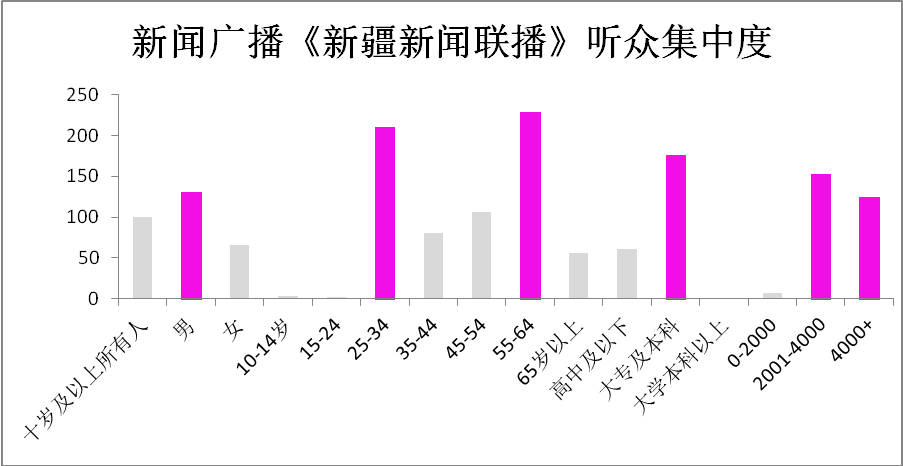 新闻广播《新疆新闻联播》听众集中度
250
200
150
100
50
0
十岁及以上所有人
男
女
10-14岁
15-24
25-34
35-44
45-54
55-64
65岁以上
高中及以下
大专及本科
大学本科以上
0-2000
2001-4000
4000+